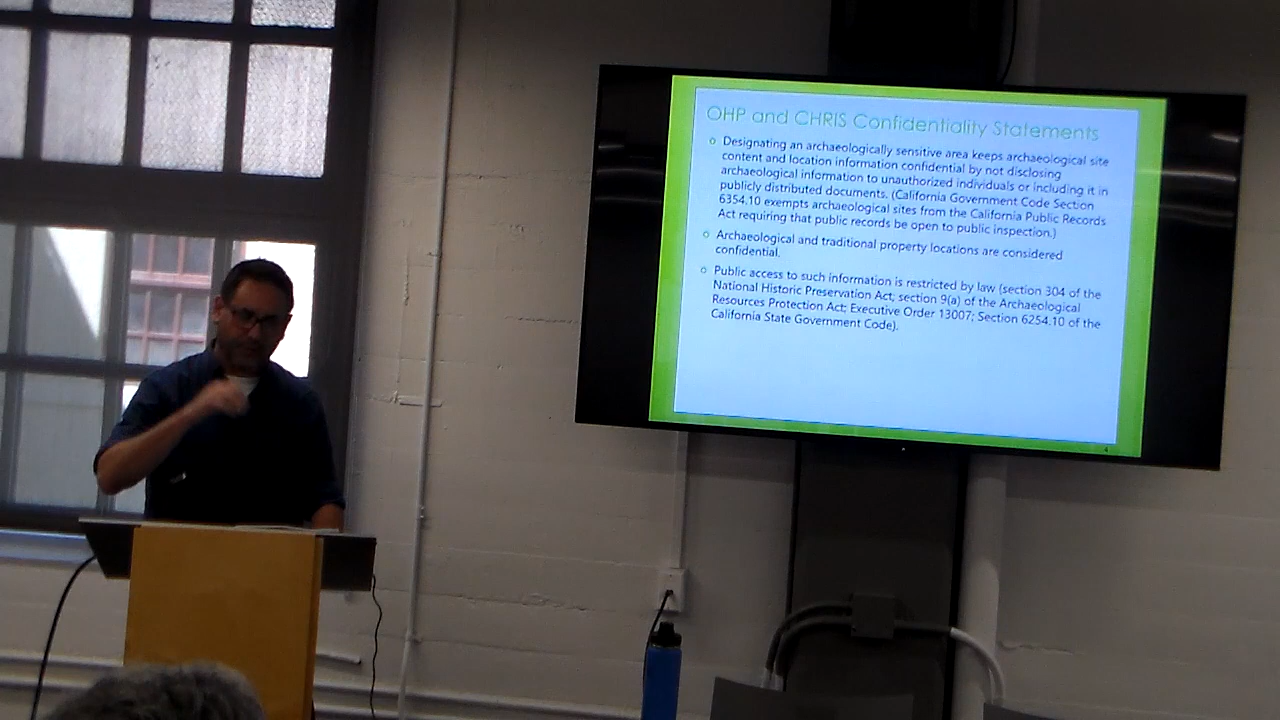 OHP and CHRIS Confidentiality Statements
Designating an archaeologically sensitive area keeps archaeological site
content and location information confidential by not disclosing
archaeological information to unauthorized individuals or including it in
publicly distributed documents. (California Government Code Section
6354.10 exempts archaeological sites from the California Public Records
Act requiring that public records be open to public inspection.)
Archaeological and traditional property locations are considered
confidential.
Public access to such information is restricted by law (section 304 of the
National Historic Preservation Act; section 9(a) of the Archaeological
Resources Protection Act; Executive Order 13007; Section 6254.10 of the
California State Government Code).
4